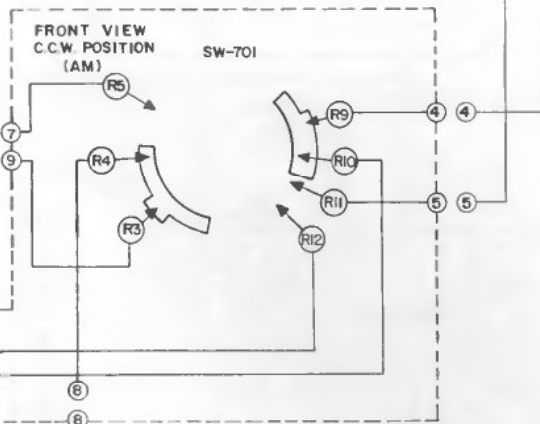 FRONT VIEW
C.C.W. POSITION
(AM)
SW-701
R5
R9
4
4
7
9
R4
R10
R11
5
5
R3
R12
8
8